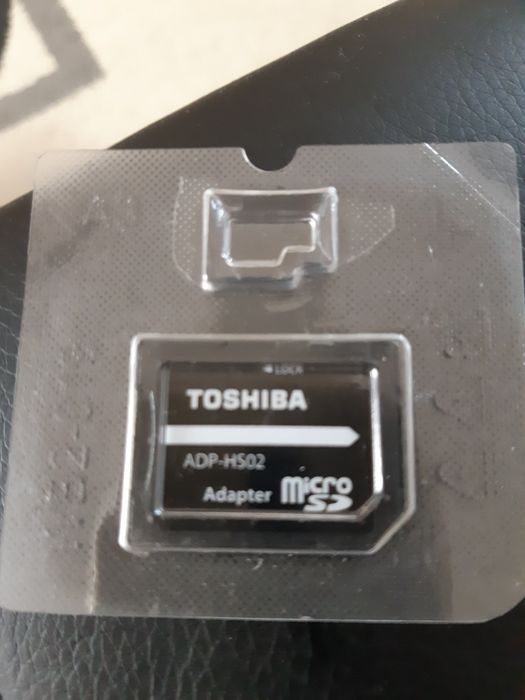 LOCK
TOSHIBA
ADP-HS02
Adapter micro SD